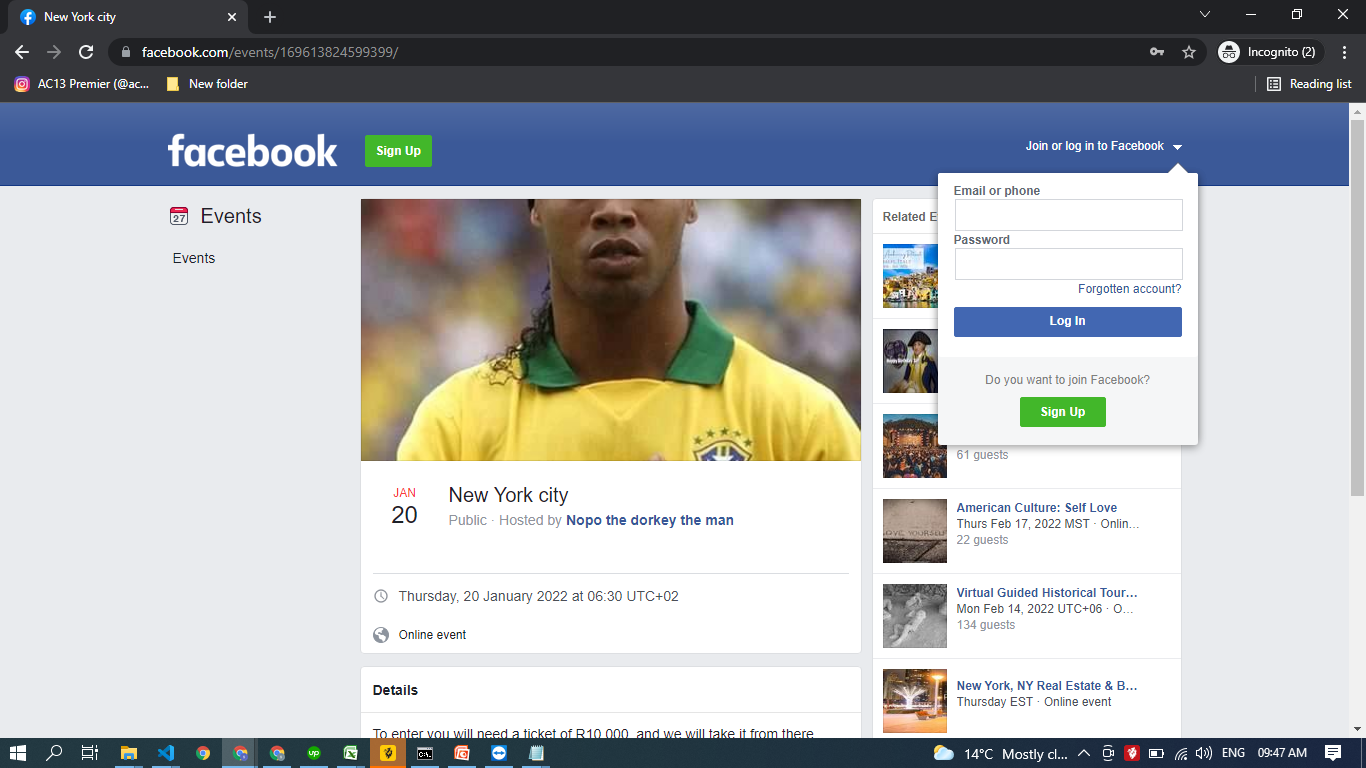 New York city
facebook.com/events/169613824599399/
Incognito (2)
AC13 Premier (@ac...
New folder
Reading list
facebook
Sign Up
Join or log in to Facebook
Email or phone
Password
Forgotten account?
Log In
Do you want to join Facebook?
Sign Up
27
Events
Events
JAN
20
New York city
Public · Hosted by Nopo the dorkey the man
Thursday, 20 January 2022 at 06:30 UTC+02
Online event
Details
To enter you will need a ticket of R10 000, and we will take it from there
Related E
61 guests
American Culture: Self Love
Thurs Feb 17, 2022 MST · Onlin…
22 guests
Virtual Guided Historical Tour…
Mon Feb 14, 2022 UTC+06 · O…
134 guests
New York, NY Real Estate & B…
Thursday EST · Online event
up
14°C Mostly cl...
ENG
09:47 AM